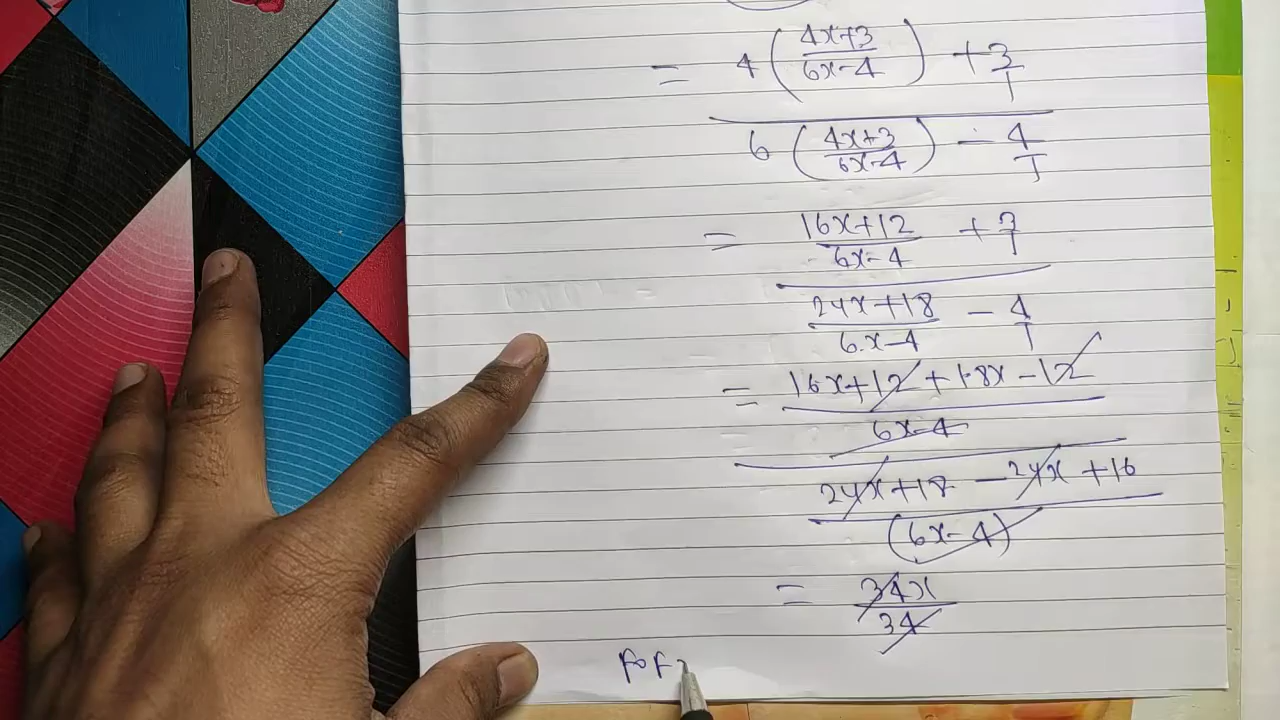 = 4(4x+3/6x-4) + 3/1
6(4x+3/6x-4) - 4/1
= 16x+12/6x-4 + 3/1
24x+18/6x-4 - 4/1
= 16x+12+18x-12
6x-4
24x+18-24x+16
(6x-4)
= 34x
34
fof